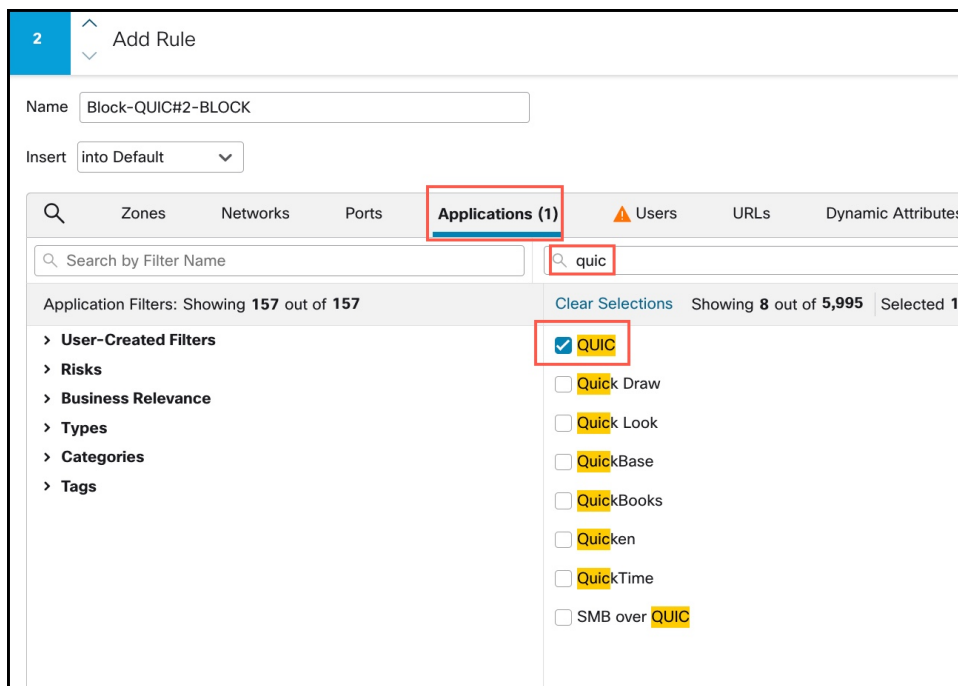 2
Add Rule
Name Block-QUIC#2-BLOCK
Insert into Default
Zones Networks Ports Applications (1) Users URLs Dynamic Attributes
Search by Filter Name
quic
Application Filters: Showing 157 out of 157
Clear Selections Showing 8 out of 5,995 Selected 1
User-Created Filters
Risks
Business Relevance
Types
Categories
Tags
QUIC
Quick Draw
Quick Look
QuickBase
QuickBooks
Quicken
QuickTime
SMB over QUIC